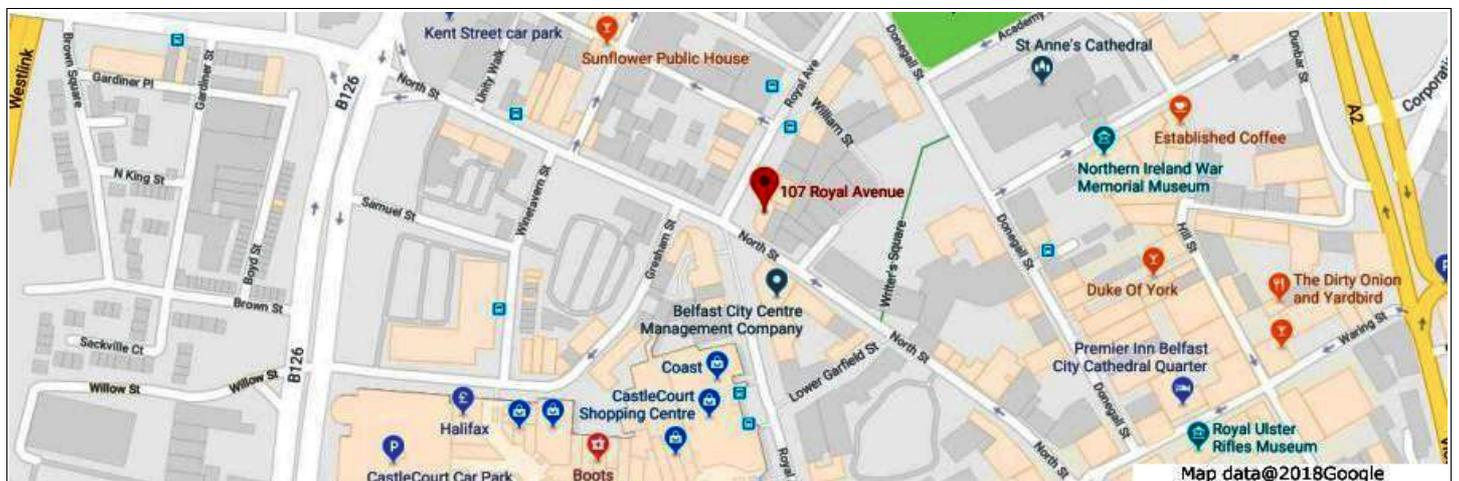 Westlink
Brown Square
Gardiner Pl
Gardiner St
B126
Kent Street car park
Unity Walk
North St
Sunflower Public House
Royal Ave
William St
Donegall St
Academy
St Anne's Cathedral
Dunbar St
A2
Established Coffee
Northern Ireland War
Memorial Museum
N King St
Samuel St
Winetavern St
Gresham St
107 Royal Avenue
North St
Writer's Square
Donegall St
Hill St
Boyd St
Brown St
Sackville Ct
Willow St
Willow St
B126
Belfast City Centre
Management Company
Duke Of York
The Dirty Onion
and Yardbird
Waring St
North St
Lower Garfield St
Premier Inn Belfast
City Cathedral Quarter
Coast
CastleCourt
Shopping Centre
Halifax
P
CastleCourt Car Park
Boots
Royal
North St
Donegall St
Royal Ulster
Rifles Museum
Map data@2018Google